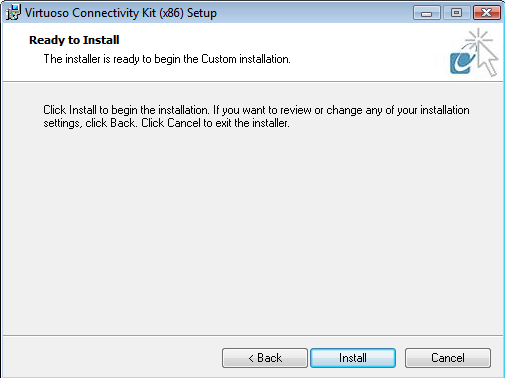 Virtuoso Connectivity Kit (x86) Setup
Ready to Install
The installer is ready to begin the Custom installation.
Click Install to begin the installation. If you want to review or change any of your installation
settings, click Back. Click Cancel to exit the installer.
< Back
Install
Cancel